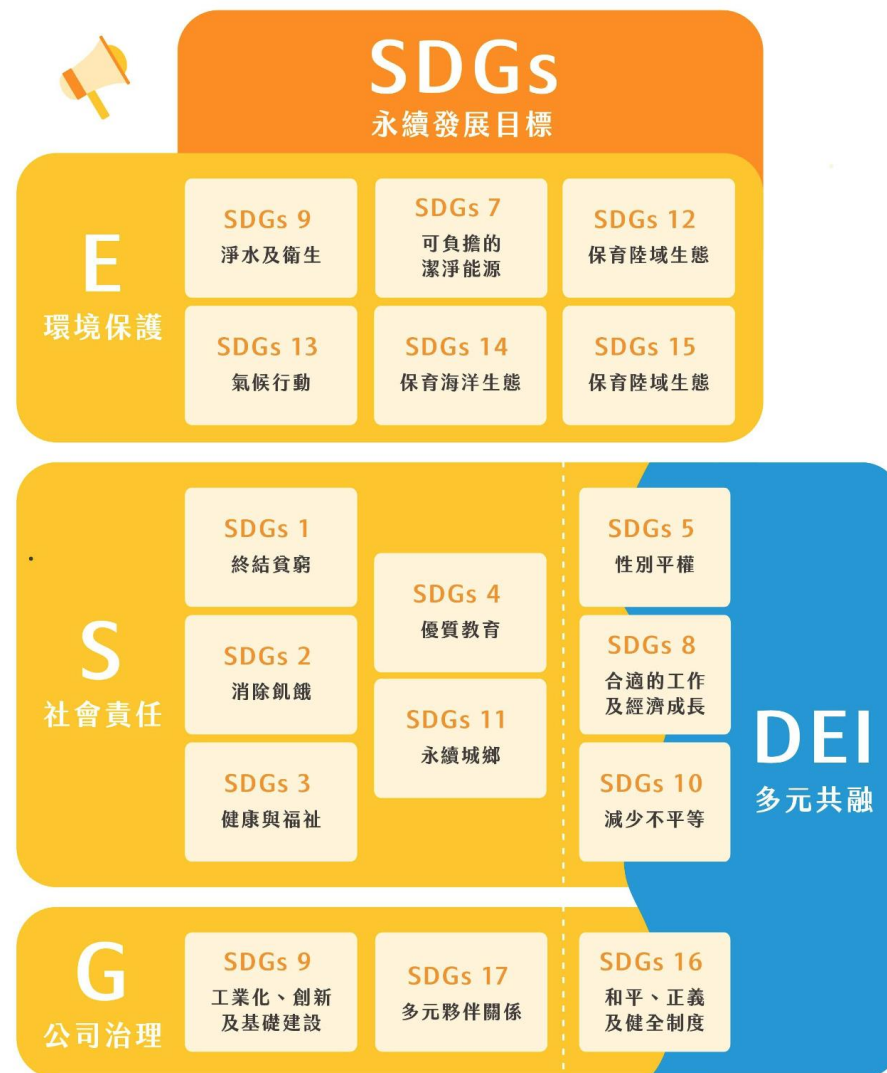 SDGs
永續發展目標
E
環境保護
SDGs 9
淨水及衛生
SDGs 7
可負擔的
潔淨能源
SDGs 12
保育陸域生態
SDGs 13
氣候行動
SDGs 14
保育海洋生態
SDGs 15
保育陸域生態
S
社會責任
SDGs 1
終結貧窮
SDGs 2
消除飢餓
SDGs 3
健康與福祉
SDGs 4
優質教育
SDGs 11
永續城鄉
SDGs 5
性別平權
SDGs 8
合適的工作
及經濟成長
SDGs 10
減少不平等
DEI
多元共融
G
公司治理
SDGs 9
工業化、創新
及基礎建設
SDGs 17
多元夥伴關係
SDGs 16
和平、正義
及健全制度